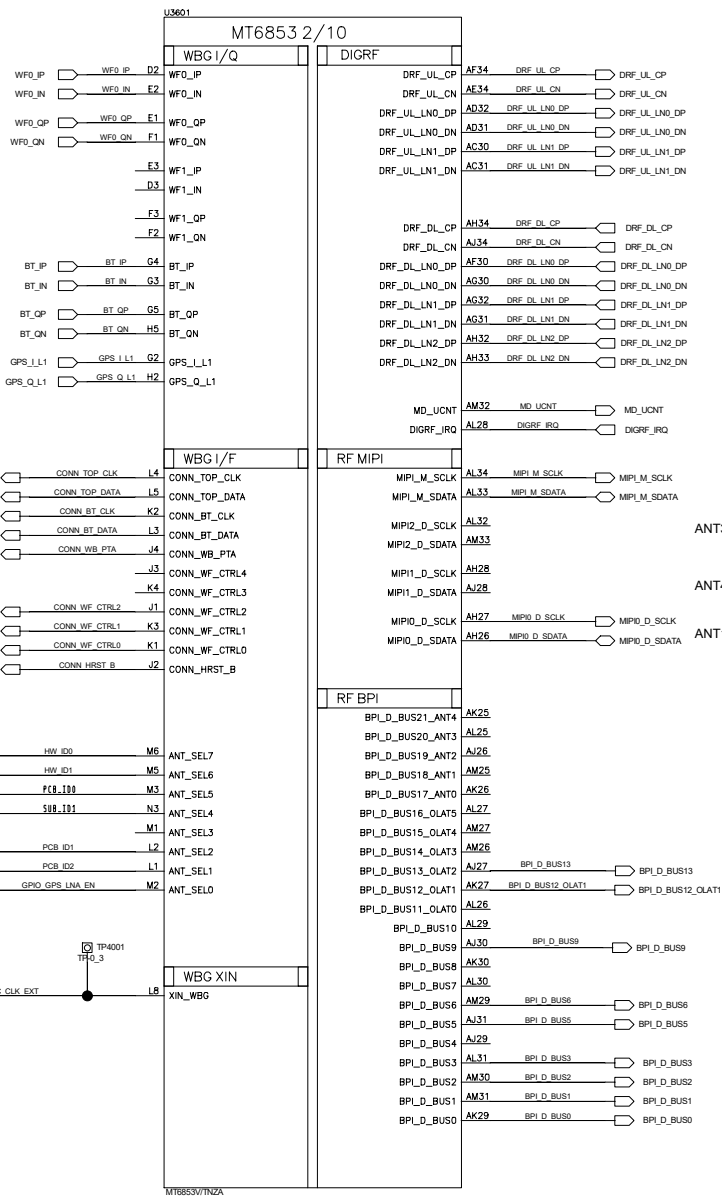 U3601
MT6853 2/10
WBG I/Q
DIGRF
WF0_IP WF0_IP D2 WF0_IP
WF0_IN WF0_IN E2 WF0_IN
WF0_QP WF0_QP E1 WF0_QP
WF0_QN WF0_QN F1 WF0_QN
E3 WF1_IP
D3 WF1_IN
F3 WF1_QP
F2 WF1_QN
BT_IP BT_IP G4 BT_IP
BT_IN BT_IN G3 BT_IN
BT_QP BT_QP G5 BT_QP
BT_QN BT_QN H5 BT_QN
GPS_I_L1 GPS_I_L1 G2 GPS_I_L1
GPS_Q_L1 GPS_Q_L1 H2 GPS_Q_L1
DRF_UL_CP AF34 DRF_UL_CP DRF_UL_CP
DRF_UL_CN AE34 DRF_UL_CN DRF_UL_CN
DRF_UL_LN0_DP AD32 DRF_UL_LN0_DP DRF_UL_LN0_DP
DRF_UL_LN0_DN AD31 DRF_UL_LN0_DN DRF_UL_LN0_DN
DRF_UL_LN1_DP AC30 DRF_UL_LN1_DP DRF_UL_LN1_DP
DRF_UL_LN1_DN AC31 DRF_UL_LN1_DN DRF_UL_LN1_DN
DRF_DL_CP AH34 DRF_DL_CP DRF_DL_CP
DRF_DL_CN AJ34 DRF_DL_CN DRF_DL_CN
DRF_DL_LN0_DP AF30 DRF_DL_LN0_DP DRF_DL_LN0_DP
DRF_DL_LN0_DN AG30 DRF_DL_LN0_DN DRF_DL_LN0_DN
DRF_DL_LN1_DP AG32 DRF_DL_LN1_DP DRF_DL_LN1_DP
DRF_DL_LN1_DN AG31 DRF_DL_LN1_DN DRF_DL_LN1_DN
DRF_DL_LN2_DP AH32 DRF_DL_LN2_DP DRF_DL_LN2_DP
DRF_DL_LN2_DN AH33 DRF_DL_LN2_DN DRF_DL_LN2_DN
MD_UCNT AM32 MD_UCNT MD_UCNT
DIGRF_IRQ AL28 DIGRF_IRQ DIGRF_IRQ
WBG I/F
CONN_TOP_CLK L4 CONN_TOP_CLK
CONN_TOP_DATA L5 CONN_TOP_DATA
CONN_BT_CLK K2 CONN_BT_CLK
CONN_BT_DATA L3 CONN_BT_DATA
CONN_WB_PTA J4 CONN_WB_PTA
J3 CONN_WF_CTRL4
K4 CONN_WF_CTRL3
CONN_WF_CTRL2 J1 CONN_WF_CTRL2
CONN_WF_CTRL1 K3 CONN_WF_CTRL1
CONN_WF_CTRL0 K1 CONN_WF_CTRL0
CONN_HRST_B J2 CONN_HRST_B
RF MIPI
MIPI_M_SCLK AL34 MIPI_M_SCLK MIPI_M_SCLK
MIPI_M_SDATA AL33 MIPI_M_SDATA MIPI_M_SDATA
MIPI2_D_SCLK AL32
MIPI2_D_SDATA AM33
MIPI1_D_SCLK AH28
MIPI1_D_SDATA AJ28
MIPI0_D_SCLK AH27 MIPI0_D_SCLK MIPI0_D_SCLK
MIPI0_D_SDATA AH26 MIPI0_D_SDATA MIPI0_D_SDATA
HW_ID0 M6 ANT_SEL7
HW_ID1 M5 ANT_SEL6
PCB_ID0 M3 ANT_SEL5
SUB_ID1 N3 ANT_SEL4
M1 ANT_SEL3
PCB_ID1 L2 ANT_SEL2
PCB_ID2 L1 ANT_SEL1
GPIO_GPS_LNA_EN M2 ANT_SEL0
RF BPI
BPI_D_BUS21_ANT4 AK25
BPI_D_BUS20_ANT3 AL25
BPI_D_BUS19_ANT2 AJ26
BPI_D_BUS18_ANT1 AM25
BPI_D_BUS17_ANT0 AK26
BPI_D_BUS16_OLAT5 AL27
BPI_D_BUS15_OLAT4 AM27
BPI_D_BUS14_OLAT3 AM26
BPI_D_BUS13_OLAT2 AJ27 BPI_D_BUS13 BPI_D_BUS13
BPI_D_BUS12_OLAT1 AK27 BPI_D_BUS12_OLAT1 BPI_D_BUS12_OLAT1
BPI_D_BUS11_OLAT0 AL26
BPI_D_BUS10 AL29
BPI_D_BUS9 AJ30 BPI_D_BUS9 BPI_D_BUS9
BPI_D_BUS8 AK30
BPI_D_BUS7 AL30
BPI_D_BUS6 AM29 BPI_D_BUS6 BPI_D_BUS6
BPI_D_BUS5 AJ31 BPI_D_BUS5 BPI_D_BUS5
BPI_D_BUS4 AJ29
BPI_D_BUS3 AL31 BPI_D_BUS3 BPI_D_BUS3
BPI_D_BUS2 AM30 BPI_D_BUS2 BPI_D_BUS2
BPI_D_BUS1 AM31 BPI_D_BUS1 BPI_D_BUS1
BPI_D_BUS0 AK29 BPI_D_BUS0 BPI_D_BUS0
TP4001
TP-0_3
WBG XIN
CLK_EXT L8 XIN_WBG
MT6853V/TNZA